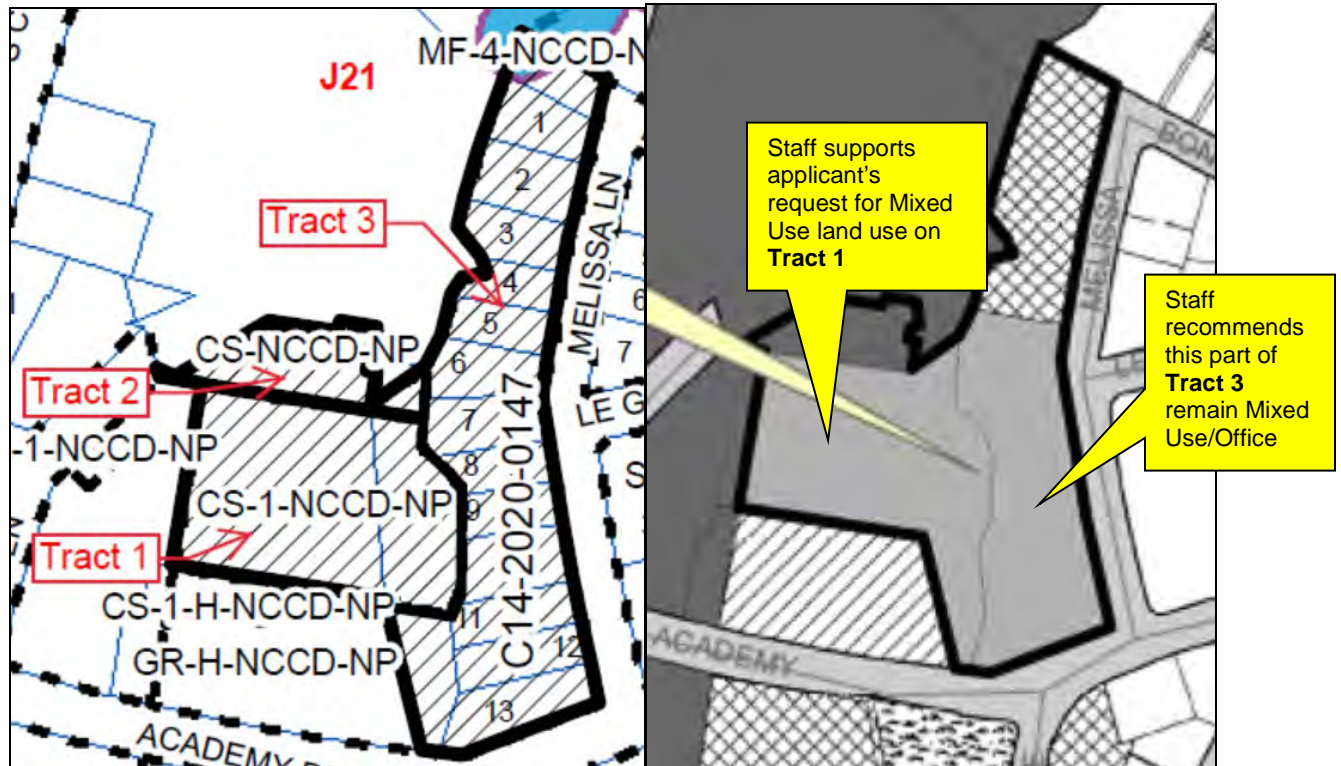 MF-4-NCCD-N
J21
1
2
Tract 3
3
4
5
MELISSA LN
6
6
7
CS-NCCD-NP
Tract 2
7
LE G
-1-NCCD-NP
8
S
CS-1-NCCD-NP
9
C14-2020-0147
Tract 1
CS-1-H-NCCD-NP
11
GR-H-NCCD-NP
12
13
ACADEMY
Staff supports
applicant's
request for Mixed
Use land use on
Tract 1
BON
MELISSA
LE
Staff
recommends
this part of
Tract 3
remain Mixed
Use/Office
ACADEMY